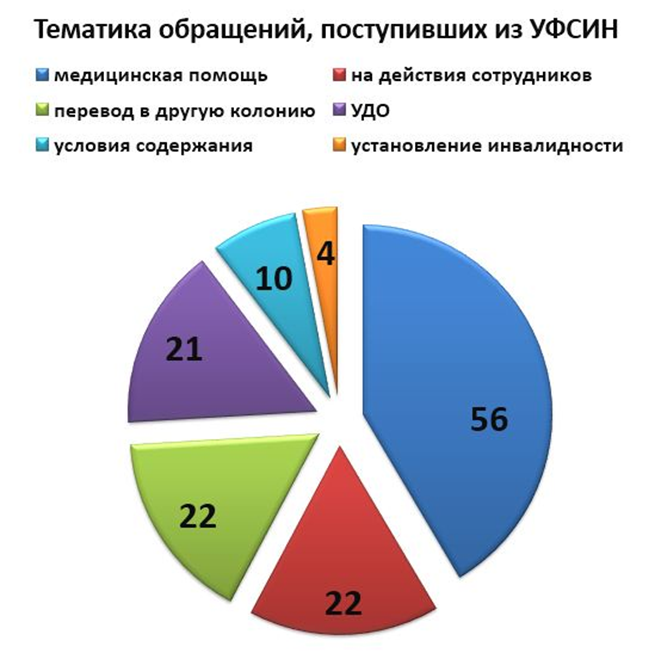 Тематика обращений, поступивших из УФСИН
медицинская помощь на действия сотрудников
перевод в другую колонию УДО
условия содержания установление инвалидности
4
10
21
56
22
22